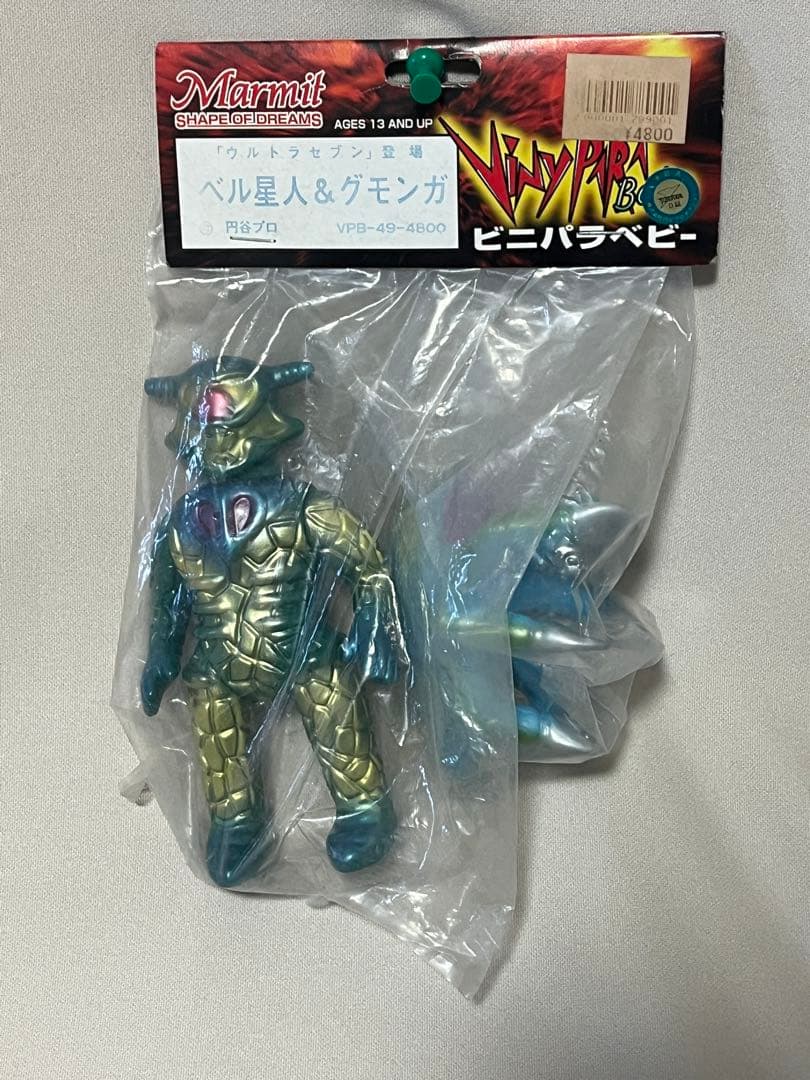 Marmit
SHAPE OF DREAMS
AGES 13 AND UP
¥4800
「ウルトラセブン」登場
ベル星人&グモンガ
円谷プロ
VPB-49-4800
VINYPARA
ビニパラベビー